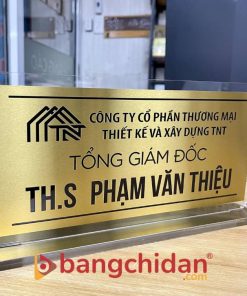 TNT
CÔNG TY CỔ PHẦN THƯƠNG MẠI
THIẾT KẾ VÀ XÂY DỰNG TNT
TỔNG GIÁM ĐỐC
TH.S PHẠM VĂN THIỆU
bangchidan.com